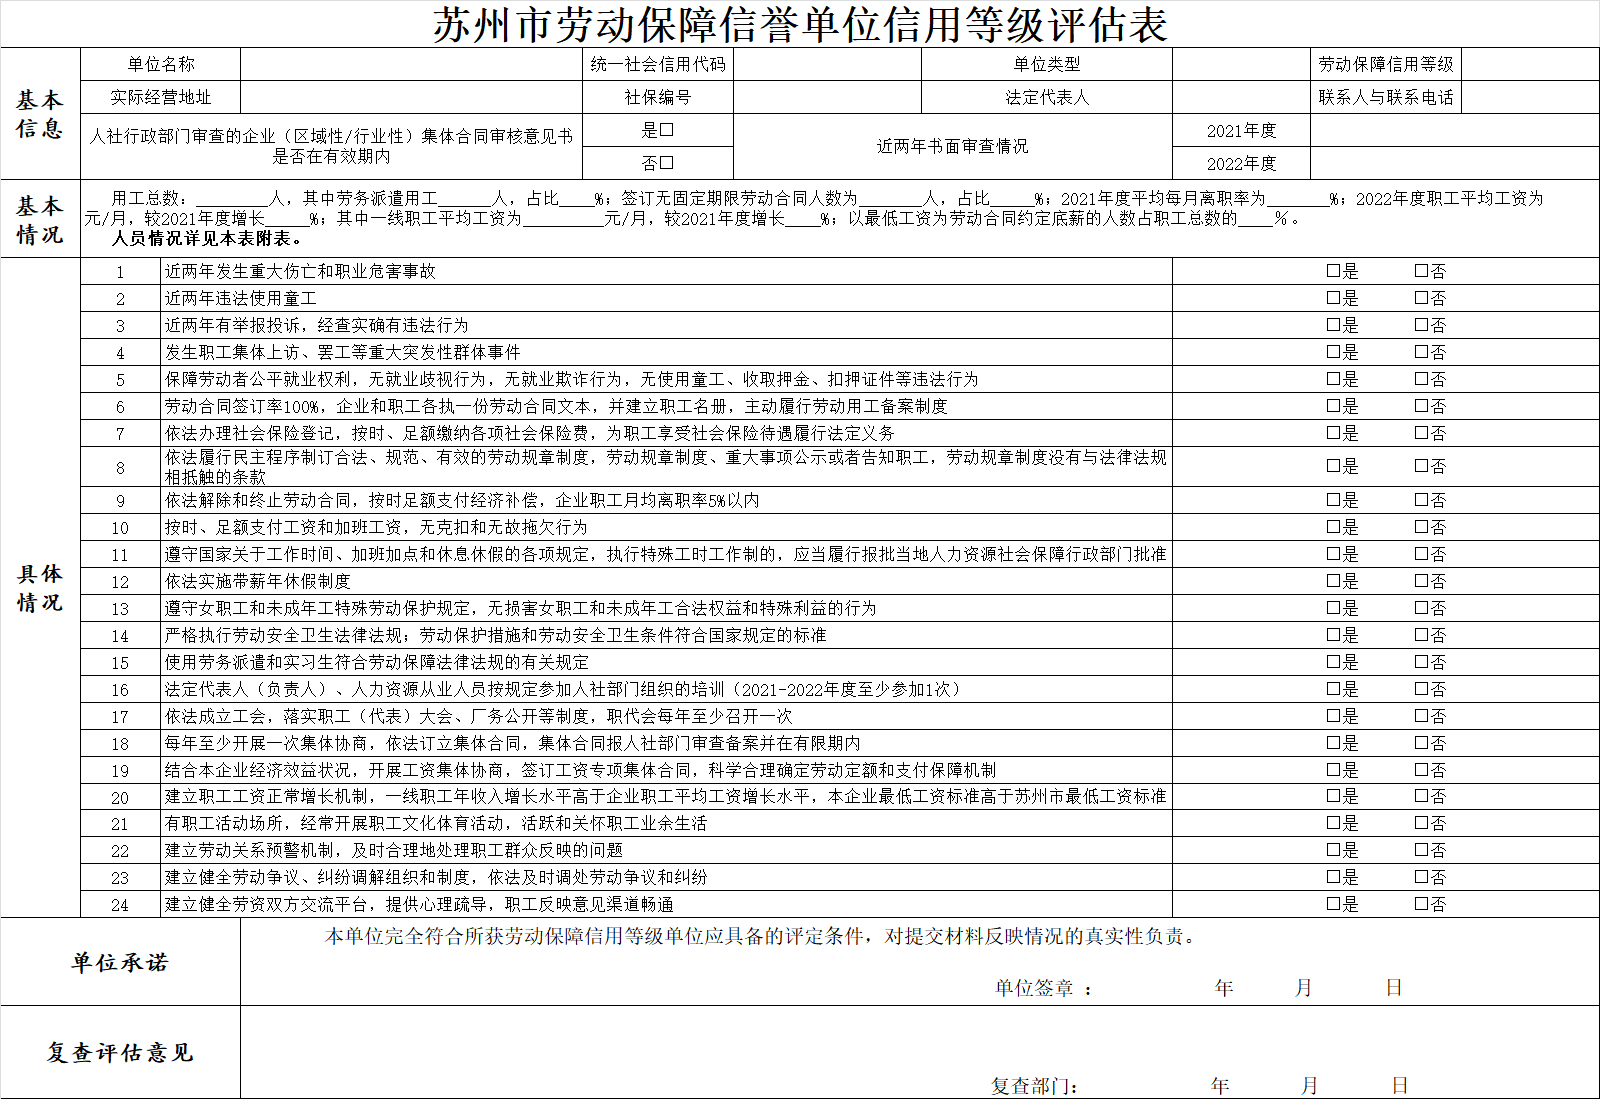 苏州市劳动保障信誉单位信用等级评估表
基本信息
单位名称 统一社会信用代码 单位类型 劳动保障信用等级
实际经营地址 社保编号 法定代表人 联系人与联系电话
人社行政部门审查的企业（区域性/行业性）集体合同审核意见书
是否在有效期内
是□
否□
近两年书面审查情况
2021年度
2022年度
基本情况
用工总数：________人，其中劳务派遣用工______人，占比____%；签订无固定期限劳动合同人数为_______人，占比____%；2021年度平均每月离职率为_______%；2022年度职工平均工资为
元/月，较2021年度增长_____%；其中一线职工平均工资为_________元/月，较2021年度增长____%；以最低工资为劳动合同约定底薪的人数占职工总数的____%。
人员情况详见本表附表。
具体情况
1 近两年发生重大伤亡和职业危害事故 □是 □否
2 近两年违法使用童工 □是 □否
3 近两年有举报投诉，经查实确有违法行为 □是 □否
4 发生职工集体上访、罢工等重大突发性群体事件 □是 □否
5 保障劳动者公平就业权利，无就业歧视行为，无就业欺诈行为，无使用童工、收取押金、扣押证件等违法行为 □是 □否
6 劳动合同签订率100%，企业和职工各执一份劳动合同文本，并建立职工名册，主动履行劳动用工备案制度 □是 □否
7 依法办理社会保险登记，按时、足额缴纳各项社会保险费，为职工享受社会保险待遇履行法定义务 □是 □否
8 依法履行民主程序制订合法、规范、有效的劳动规章制度，劳动规章制度、重大事项公示或者告知职工，劳动规章制度没有与法律法规
相抵触的条款 □是 □否
9 依法解除和终止劳动合同，按时足额支付经济补偿，企业职工月均离职率5%以内 □是 □否
10 按时、足额支付工资和加班工资，无克扣和无故拖欠行为 □是 □否
11 遵守国家关于工作时间、加班加点和休息休假的各项规定，执行特殊工时工作制的，应当履行报批当地人力资源社会保障行政部门批准 □是 □否
12 依法实施带薪年休假制度 □是 □否
13 遵守女职工和未成年工特殊劳动保护规定，无损害女职工和未成年工合法权益和特殊利益的行为 □是 □否
14 严格执行劳动安全卫生法律法规；劳动保护措施和劳动安全卫生条件符合国家规定的标准 □是 □否
15 使用劳务派遣和实习生符合劳动保障法律法规的有关规定 □是 □否
16 法定代表人（负责人）、人力资源从业人员按规定参加人社部门组织的培训（2021-2022年度至少参加1次） □是 □否
17 依法成立工会，落实职工（代表）大会、厂务公开等制度，职代会每年至少召开一次 □是 □否
18 每年至少开展一次集体协商，依法订立集体合同，集体合同报人社部门审查备案并在有限期内 □是 □否
19 结合本企业经济效益状况，开展工资集体协商，签订工资专项集体合同，科学合理确定劳动定额和支付保障机制 □是 □否
20 建立职工工资正常增长机制，一线职工年收入增长水平高于企业职工平均工资增长水平，本企业最低工资标准高于苏州市最低工资标准 □是 □否
21 有职工活动场所，经常开展职工文化体育活动，活跃和关怀职工业余生活 □是 □否
22 建立劳动关系预警机制，及时合理地处理职工群众反映的问题 □是 □否
23 建立健全劳动争议、纠纷调解组织和制度，依法及时调处劳动争议和纠纷 □是 □否
24 建立健全劳资双方交流平台，提供心理疏导，职工反映意见渠道畅通 □是 □否
单位承诺
本单位完全符合所获劳动保障信用等级单位应具备的评定条件，对提交材料反映情况的真实性负责。
单位签章 ： 年 月 日
复查评估意见
复查部门： 年 月 日